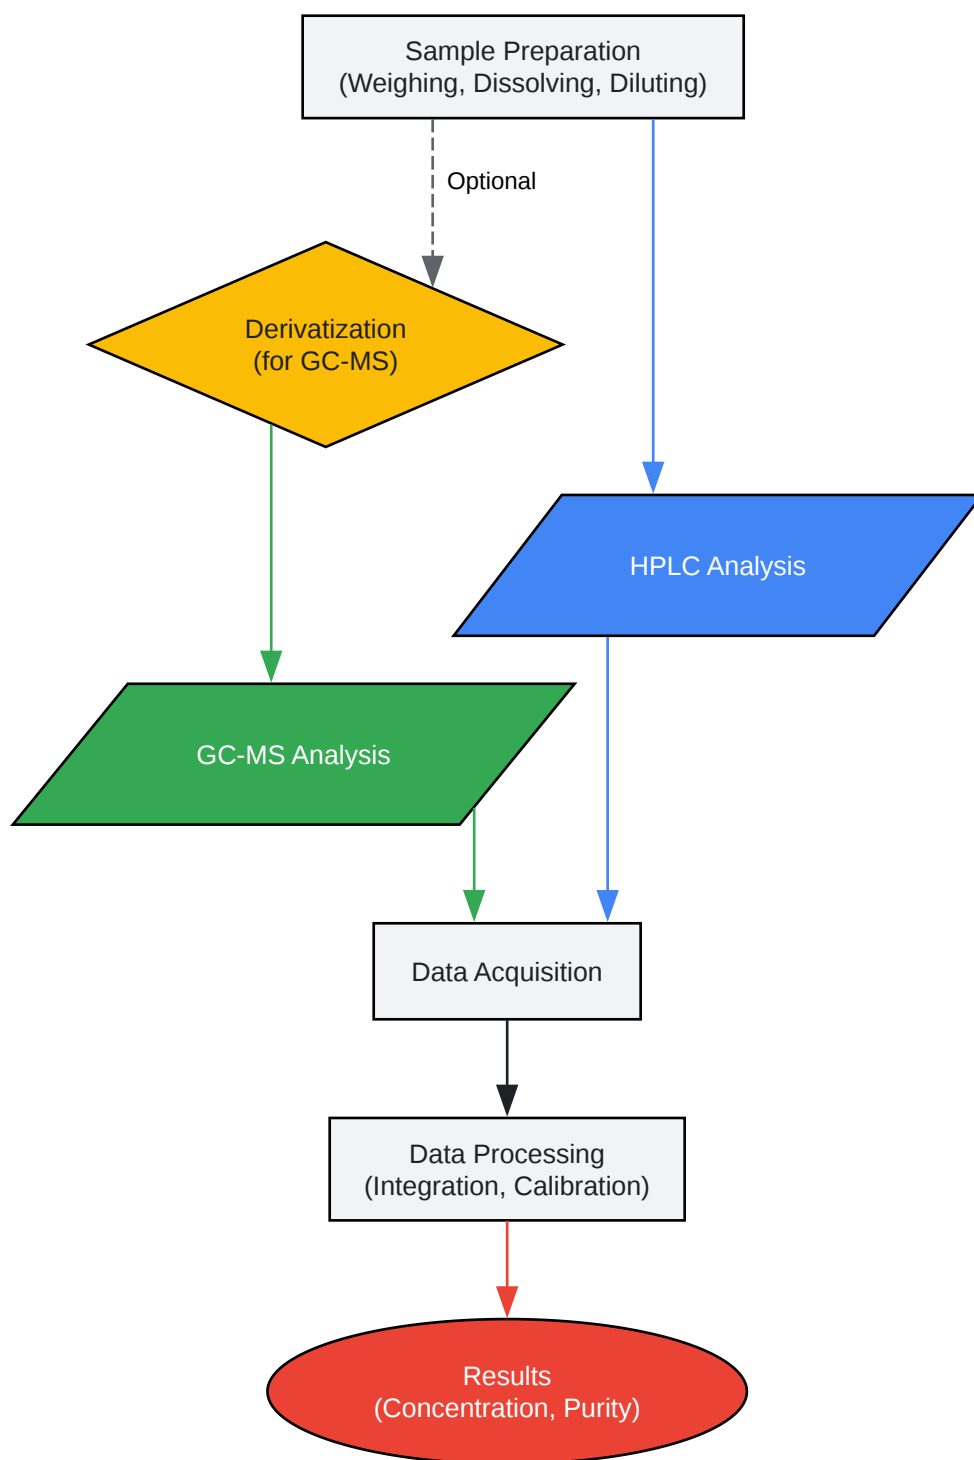 Sample Preparation
(Weighing, Dissolving, Diluting)
Optional
Derivatization
(for GC-MS)
HPLC Analysis
GC-MS Analysis
Data Acquisition
Data Processing
(Integration, Calibration)
Results
(Concentration, Purity)